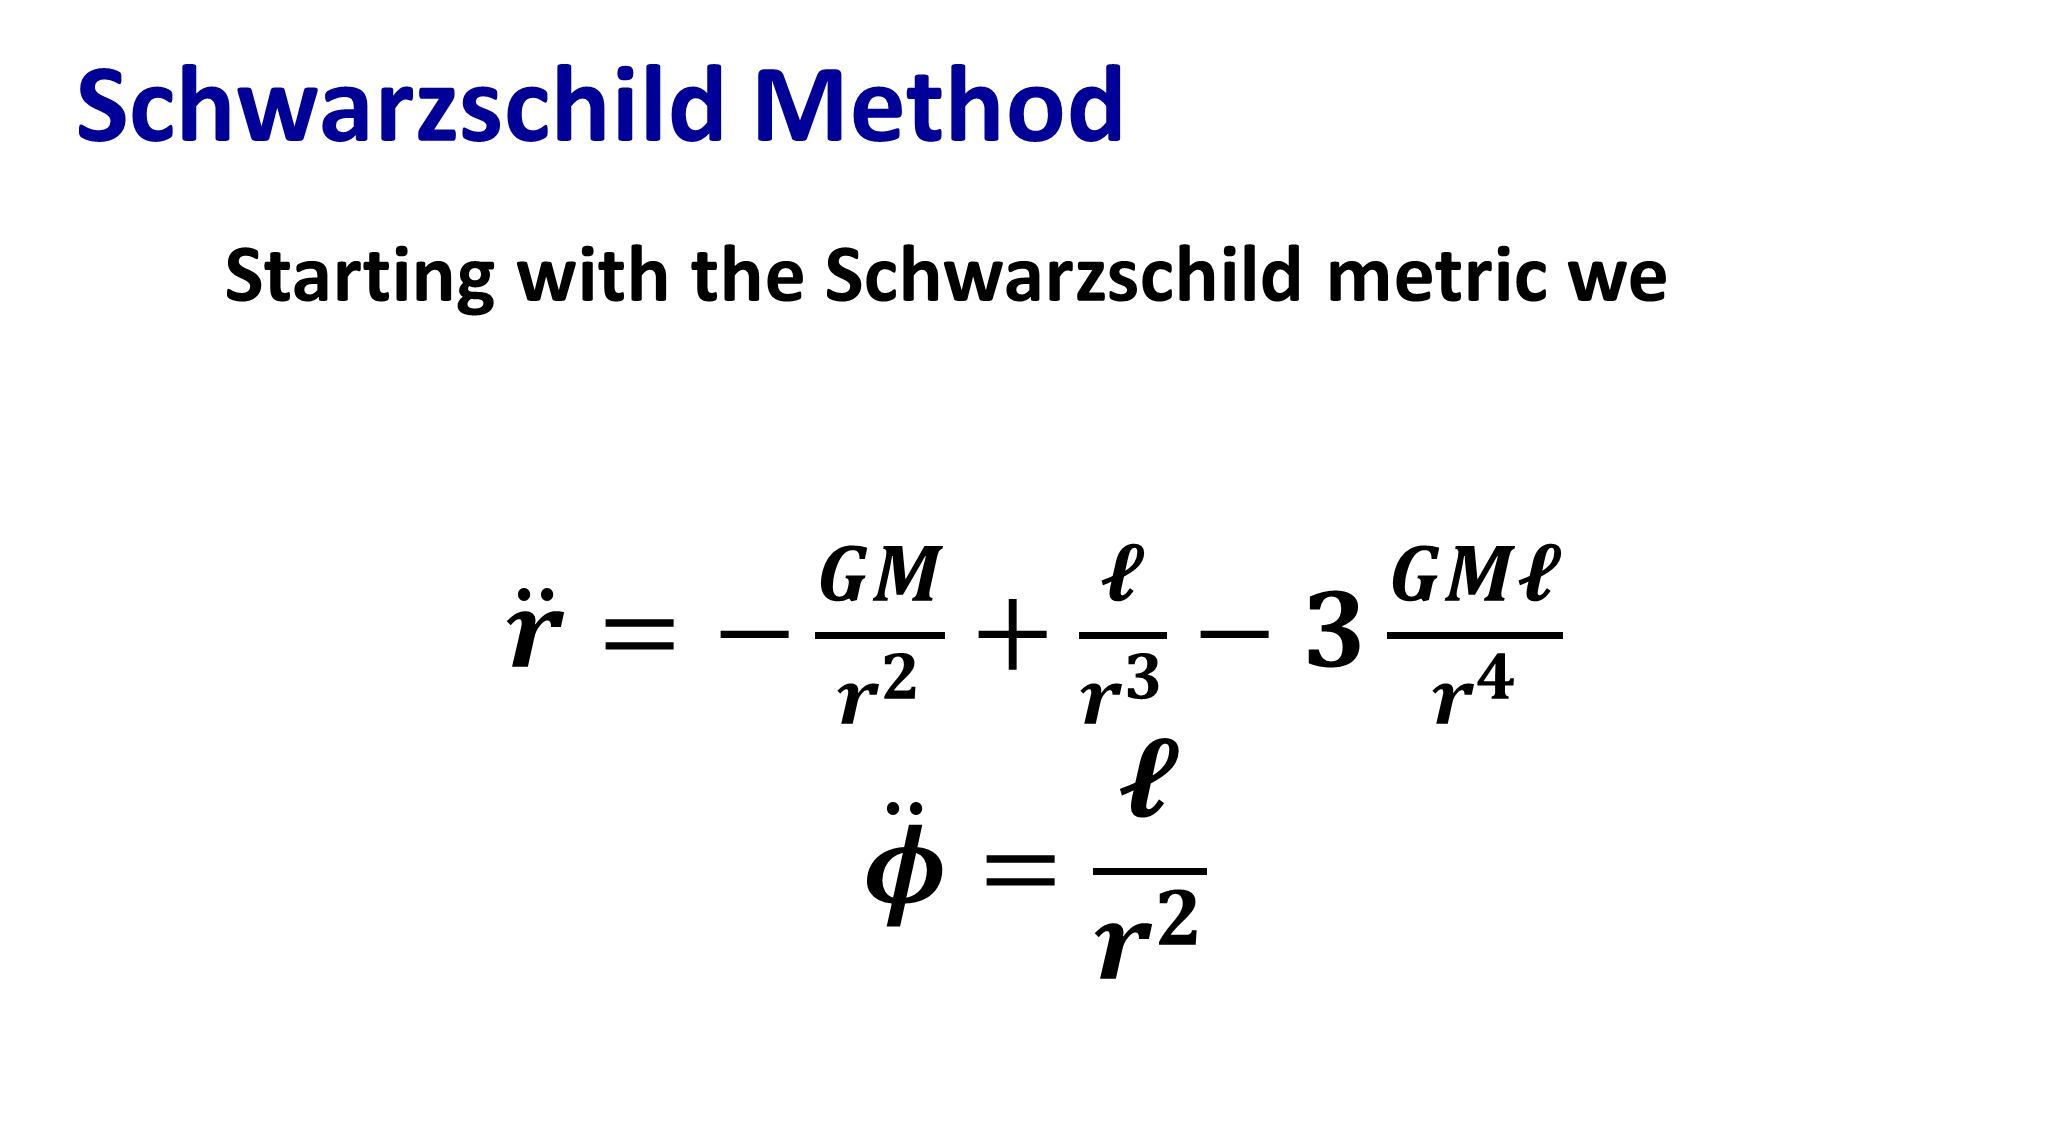 Schwarzschild Method
Starting with the Schwarzschild metric we
r̈ = − GM/r² + ℓ/r³ − 3 GMℓ/r⁴
ϕ̈ = ℓ/r²